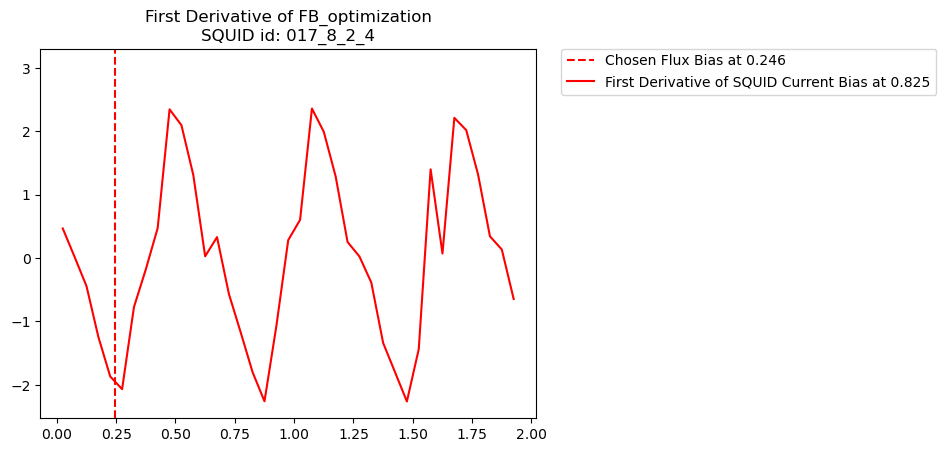 First Derivative of FB_optimization
SQUID id: 017_8_2_4
Chosen Flux Bias at 0.246
First Derivative of SQUID Current Bias at 0.825
3
2
1
0
−1
−2
0.00 0.25 0.50 0.75 1.00 1.25 1.50 1.75 2.00